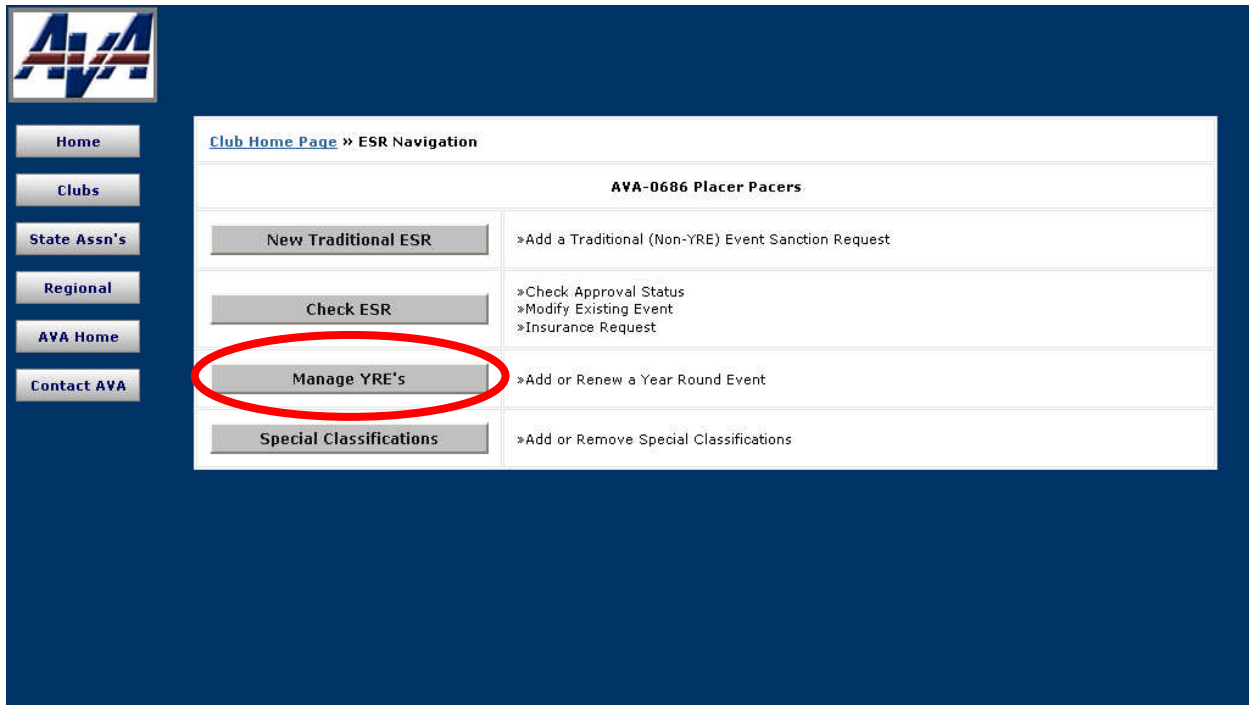 AVA
Home
Clubs
State Assn's
Regional
AVA Home
Contact AVA
Club Home Page » ESR Navigation
AVA-0686 Placer Pacers
New Traditional ESR
»Add a Traditional (Non-YRE) Event Sanction Request
Check ESR
»Check Approval Status
»Modify Existing Event
»Insurance Request
Manage YRE's
»Add or Renew a Year Round Event
Special Classifications
»Add or Remove Special Classifications